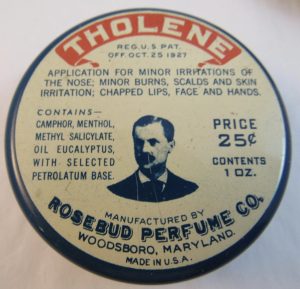 THOLENE
REG. U.S. PAT.
OFF. OCT. 25 1927
APPLICATION FOR MINOR IRRITATIONS OF
THE NOSE; MINOR BURNS, SCALDS AND SKIN
IRRITATION; CHAPPED LIPS, FACE AND HANDS.
CONTAINS—
CAMPHOR, MENTHOL,
METHYL SALICYLATE,
OIL EUCALYPTUS,
WITH SELECTED
PETROLATUM BASE.
PRICE
25¢
CONTENTS
1 OZ.
MANUFACTURED BY
ROSEBUD PERFUME CO.
WOODSBORO, MARYLAND.
MADE IN U.S.A.